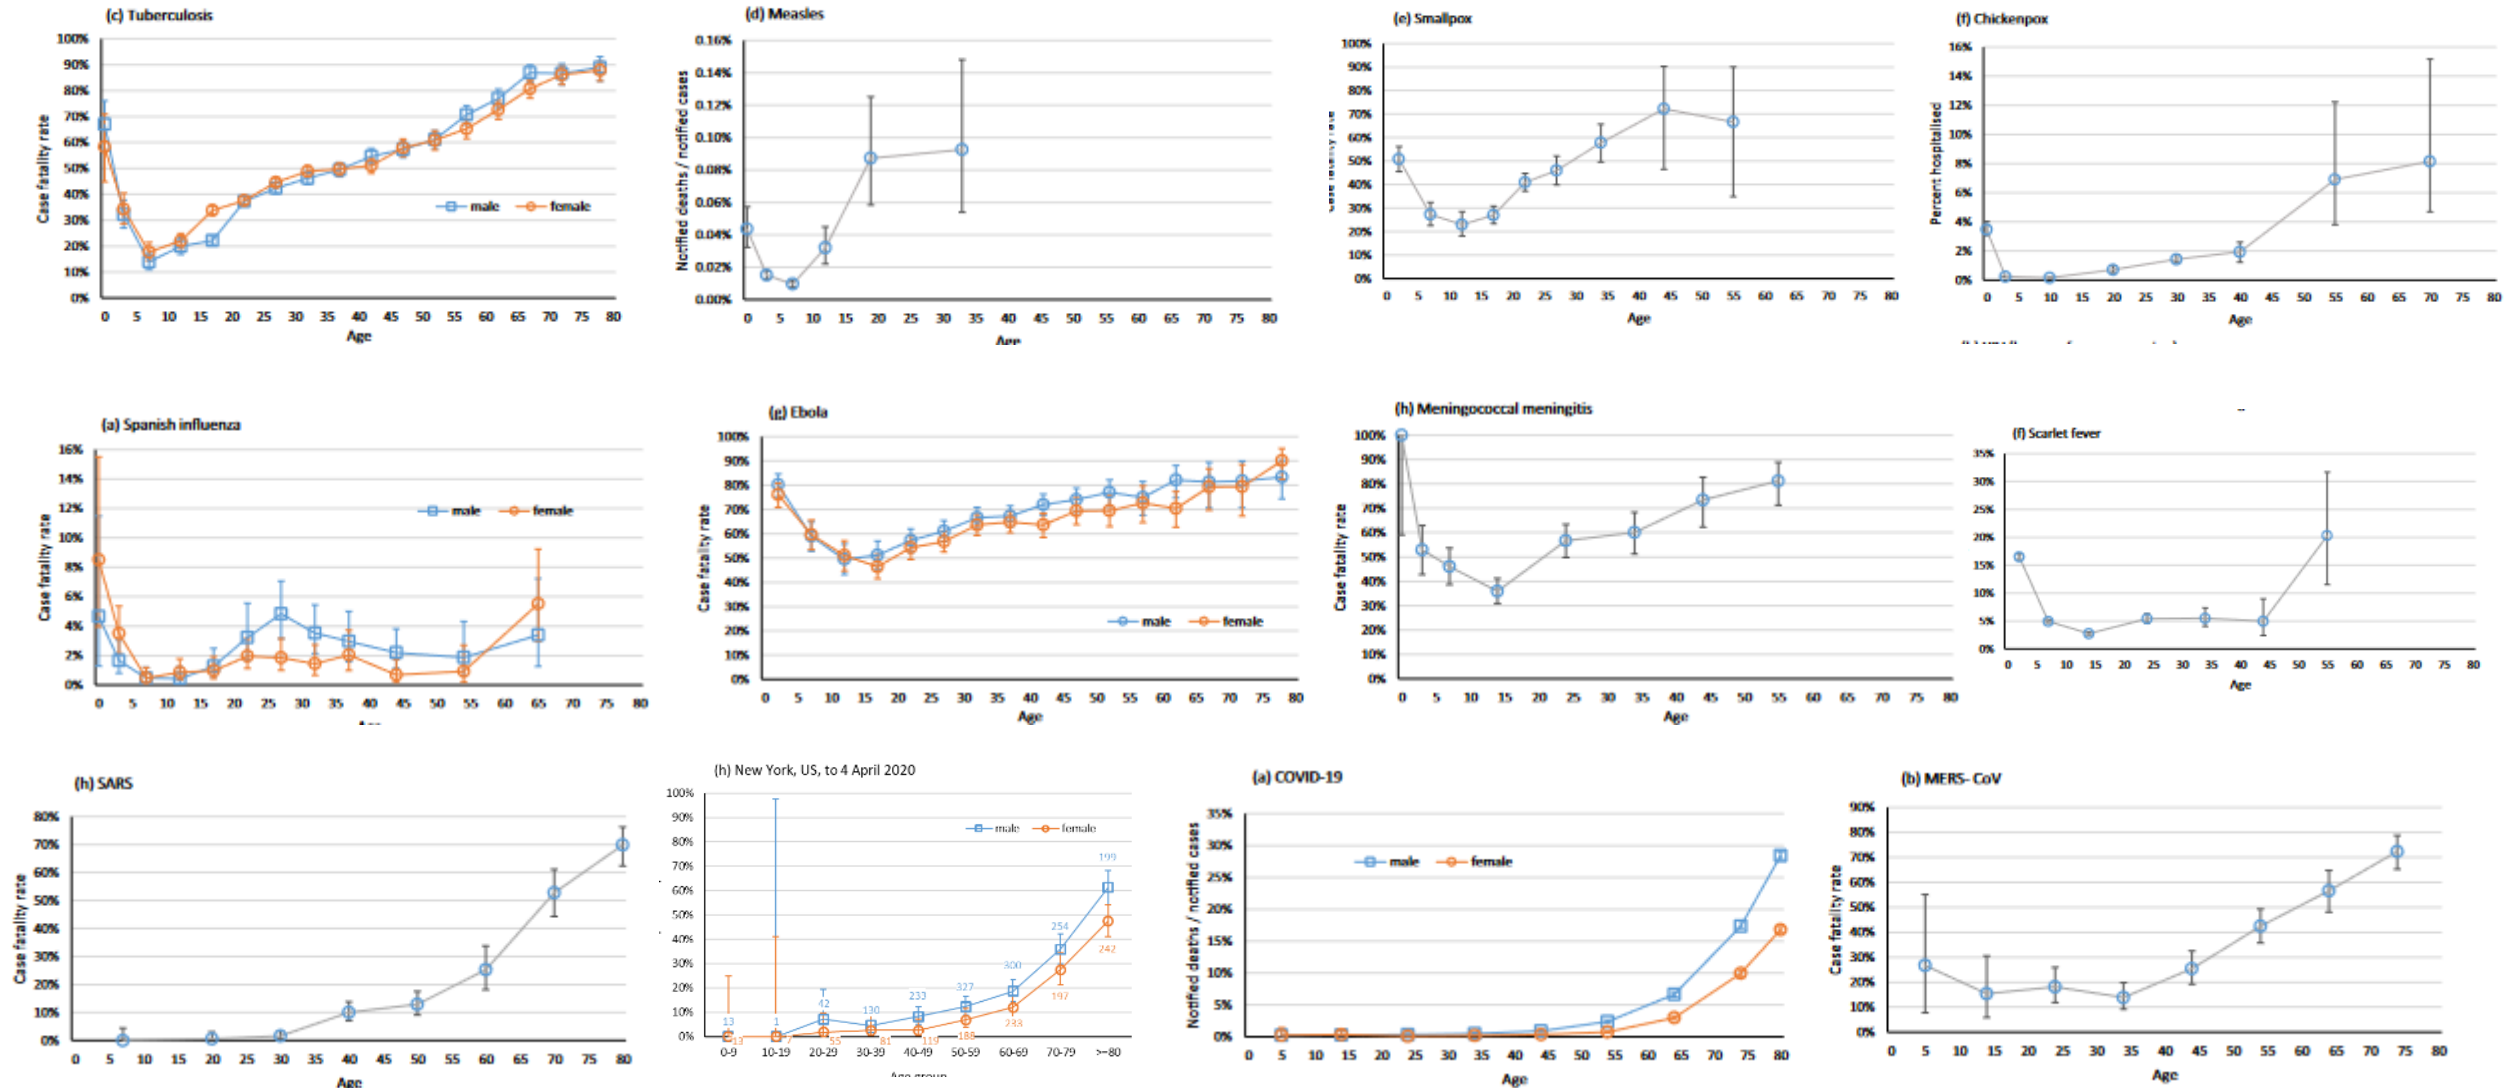 (c) Tuberculosis
100%
90%
80%
70%
60%
50%
40%
30%
20%
10%
0%
Case fatality rate
male female
0 5 10 15 20 25 30 35 40 45 50 55 60 65 70 75 80
Age
(d) Measles
0.16%
0.14%
0.12%
0.10%
0.08%
0.06%
0.04%
0.02%
0.00%
Notified deaths / notified cases
0 5 10 15 20 25 30 35 40 45 50 55 60 65 70 75 80
Age
(e) Smallpox
100%
90%
80%
70%
60%
50%
40%
30%
20%
10%
0%
Case fatality rate
0 5 10 15 20 25 30 35 40 45 50 55 60 65 70 75 80
Age
(f) Chickenpox
16%
14%
12%
10%
8%
6%
4%
2%
0%
Percent hospitalised
0 5 10 15 20 25 30 35 40 45 50 55 60 65 70 75 80
Age
(a) Spanish influenza
16%
14%
12%
10%
8%
6%
4%
2%
0%
Case fatality rate
male female
0 5 10 15 20 25 30 35 40 45 50 55 60 65 70 75 80
Age
(g) Ebola
100%
90%
80%
70%
60%
50%
40%
30%
20%
10%
0%
Case fatality rate
male female
0 5 10 15 20 25 30 35 40 45 50 55 60 65 70 75 80
Age
(h) Meningococcal meningitis
100%
90%
80%
70%
60%
50%
40%
30%
20%
10%
0%
Case fatality rate
0 5 10 15 20 25 30 35 40 45 50 55 60 65 70 75 80
Age
(f) Scarlet fever
35%
30%
25%
20%
15%
10%
5%
0%
0 5 10 15 20 25 30 35 40 45 50 55 60 65 70 75 80
Age
(h) SARS
80%
70%
60%
50%
40%
30%
20%
10%
0%
Case fatality rate
0 5 10 15 20 25 30 35 40 45 50 55 60 65 70 75 80
Age
(h) New York, US, to 4 April 2020
100%
90%
80%
70%
60%
50%
40%
30%
20%
10%
0%
male female
13 1 42 130 233 327 300 254 199
13 7 55 81 119 188 233 197 242
0-9 10-19 20-29 30-39 40-49 50-59 60-69 70-79 >=80
Age group
(a) COVID-19
35%
30%
25%
20%
15%
10%
5%
0%
Notified deaths / notified cases
male female
0 5 10 15 20 25 30 35 40 45 50 55 60 65 70 75 80
Age
(b) MERS- CoV
90%
80%
70%
60%
50%
40%
30%
20%
10%
0%
Case fatality rate
0 5 10 15 20 25 30 35 40 45 50 55 60 65 70 75 80
Age